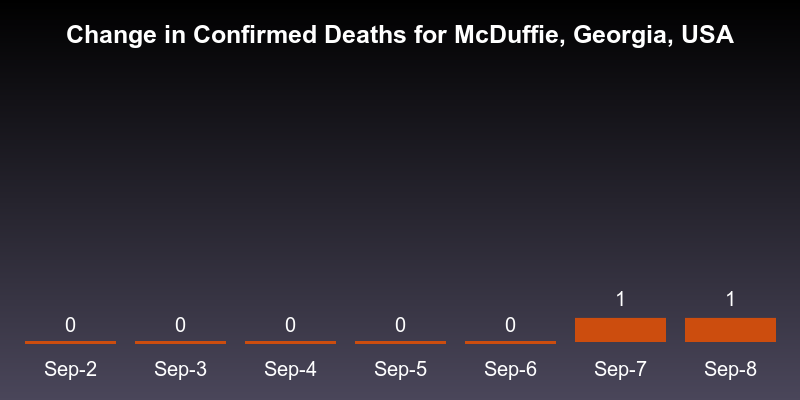 Change in Confirmed Deaths for McDuffie, Georgia, USA
0 0 0 0 0 1 1
Sep-2 Sep-3 Sep-4 Sep-5 Sep-6 Sep-7 Sep-8